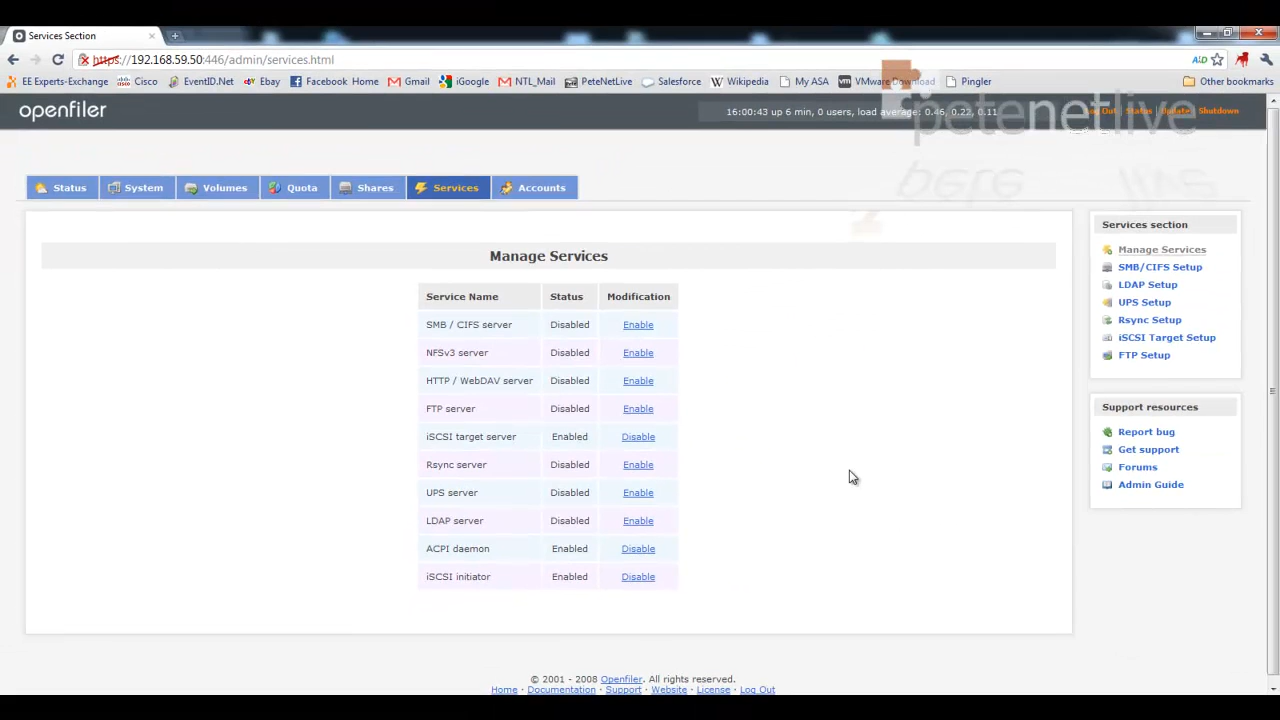 Services Section
https://192.168.59.50:446/admin/services.html
EE Experts-Exchange Cisco EventID.Net Ebay Facebook Home Gmail iGoogle NTL_Mail PeteNetLive Salesforce Wikipedia My ASA VMware Download Pingler Other bookmarks
openfiler
16:00:43 up 6 min, 0 users, load average: 0.46, 0.22, 0.11
Log Out Status Update Shutdown
petenetlive
Status System Volumes Quota Shares Services Accounts
Manage Services
Service Name Status Modification
SMB / CIFS server Disabled Enable
NFSv3 server Disabled Enable
HTTP / WebDAV server Disabled Enable
FTP server Disabled Enable
iSCSI target server Enabled Disable
Rsync server Disabled Enable
UPS server Disabled Enable
LDAP server Disabled Enable
ACPI daemon Enabled Disable
iSCSI initiator Enabled Disable
Services section
Manage Services
SMB/CIFS Setup
LDAP Setup
UPS Setup
Rsync Setup
iSCSI Target Setup
FTP Setup
Support resources
Report bug
Get support
Forums
Admin Guide
© 2001 - 2008 Openfiler. All rights reserved.
Home · Documentation · Support · Website · License · Log Out